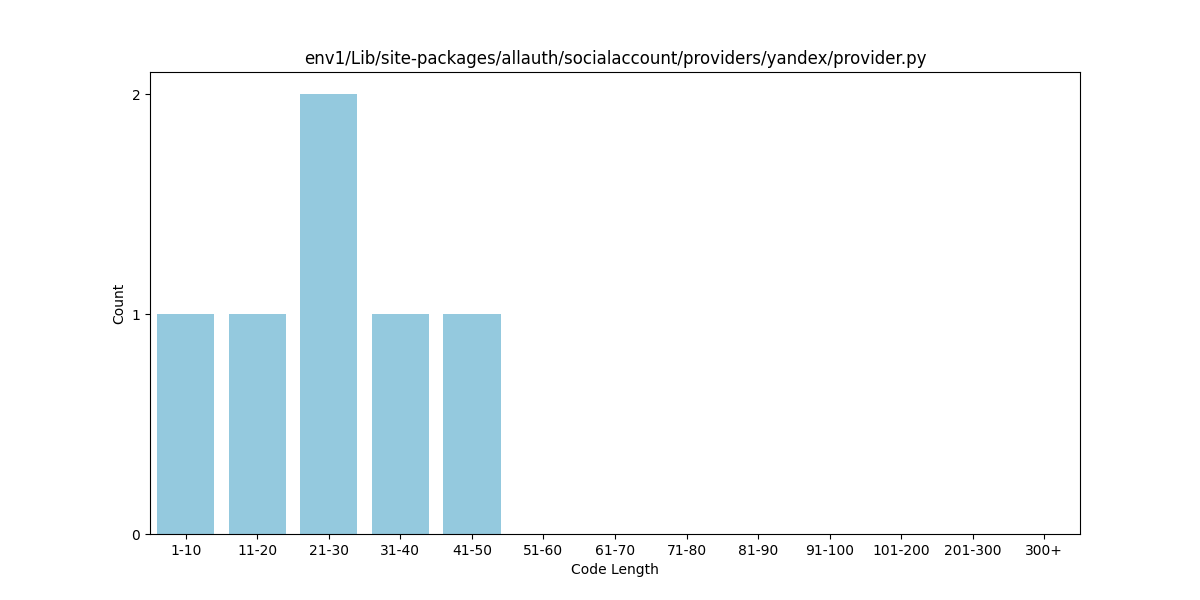 env1/Lib/site-packages/allauth/socialaccount/providers/yandex/provider.py
2
1
0
Count
1-10 11-20 21-30 31-40 41-50 51-60 61-70 71-80 81-90 91-100 101-200 201-300 300+
Code Length